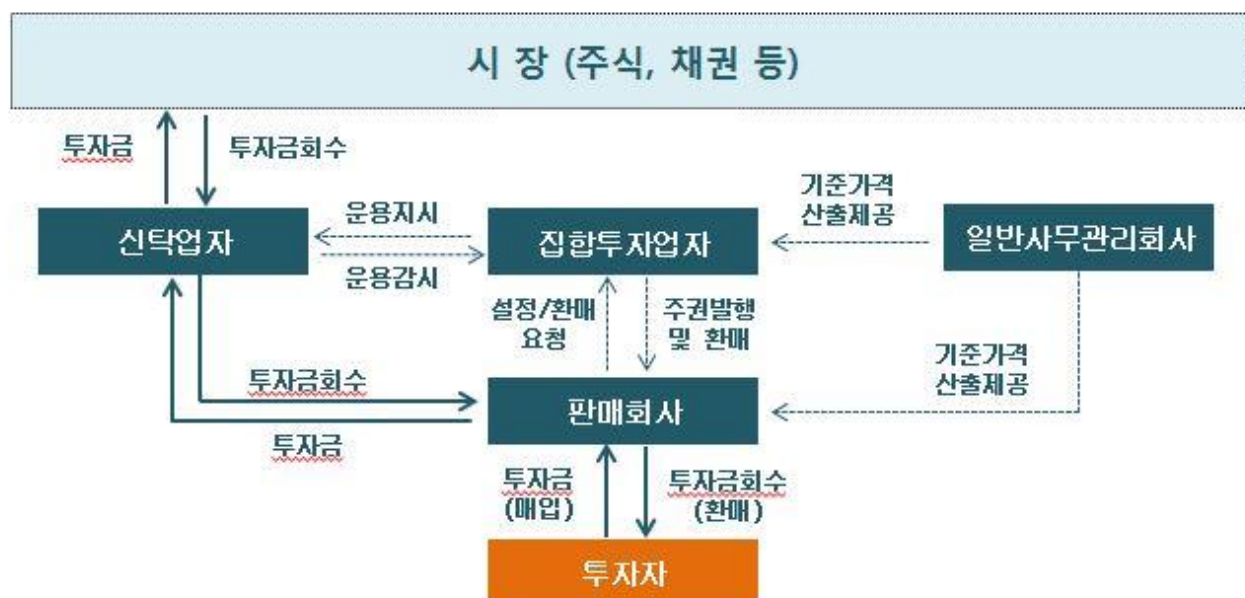 시 장 (주식, 채권 등)
투자금
투자금회수
기준가격
산출제공
운용지시
신탁업자
집합투자업자
일반사무관리회사
운용감시
설정/환매
요청
주권발행
및 환매
기준가격
산출제공
투자금회수
판매회사
투자금
투자금
(매입)
투자금회수
(환매)
투자자